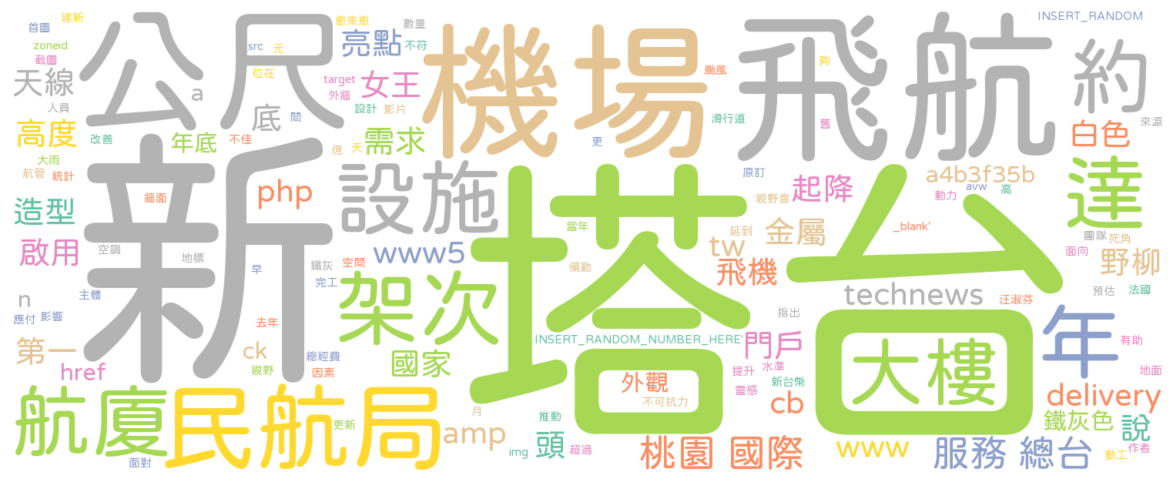 建新
愈來愈
數量
INSERT_RANDOM
首圖
公尺
亮點
不符
機場
飛航
約
zoneid
src
元
截圖
天線
位在
target
女王
颱風
夠
a
外牆
人員
底
設計
影片
滑行道
舊
來源
高度
改善
年底
不佳
問
需求
更
白色
大雨
億
天
原訂
航管
統計
新
設施
塔台
a4b3f35b
達
php
起降
動力
avw
高
牆面
視野會
造型
當年
金屬
_blank'
延到
團隊
死角
啟用
空調
www5
tw
面向
地標
鐵灰
空間
備勤
飛機
野柳
早
完工
n
主體
架次
technews
汪淑芬
預估
法國
應付
影響
去年
指出
年
第一
ck
總經費
國家
INSERT_RANDOM_NUMBER_HERE'
門戶
大樓
有助
href
視野
因素
提升
水準
地面
外觀
靈感
新台幣
航廈
民航局
不可抗力
cb
delivery
月
推動
更新
amp
頭
鐵灰色
說
img
超過
桃園
國際
www
服務
總台
作者
面對
動工